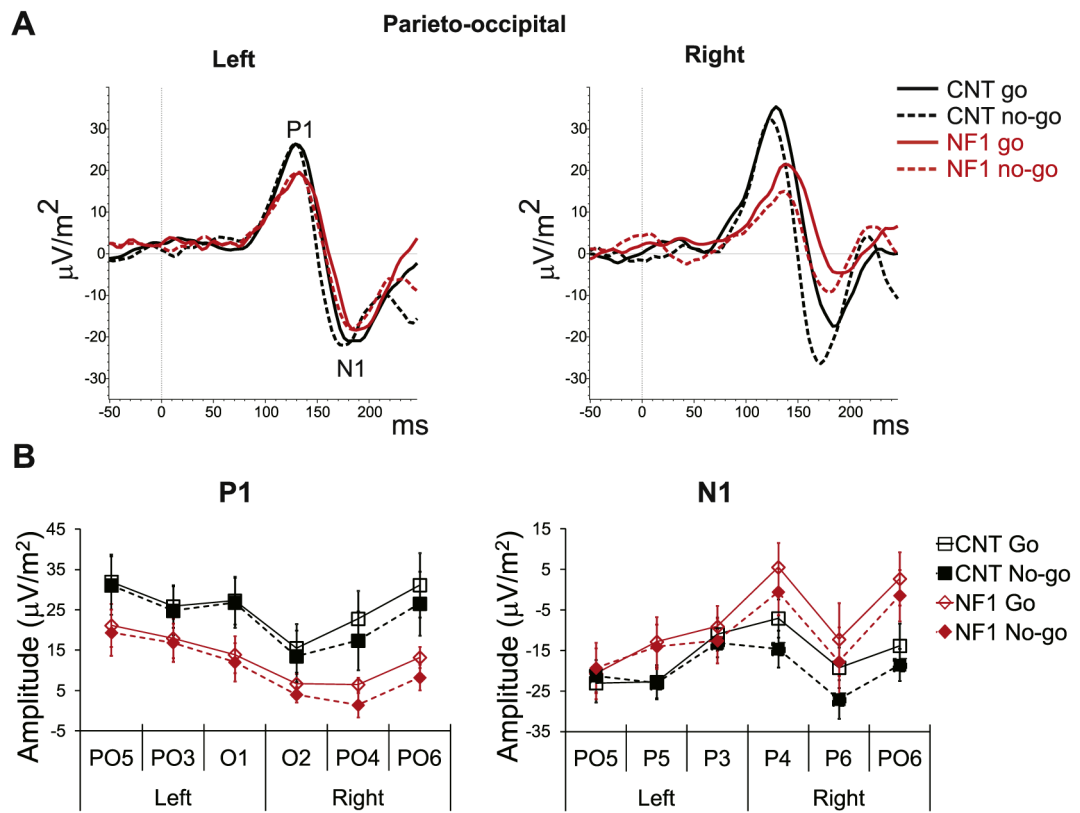 A
Parieto-occipital
Left
Right
CNT go
CNT no-go
NF1 go
NF1 no-go
µV/m²
30
20
10
0
-10
-20
-30
P1
N1
-50 0 50 100 150 200
ms
µV/m²
30
20
10
0
-10
-20
-30
-50 0 50 100 150 200
ms
B
P1
Amplitude (µV/m²)
45
35
25
15
5
-5
PO5 PO3 O1 O2 PO4 PO6
Left Right
N1
Amplitude (µV/m²)
15
5
-5
-15
-25
-35
PO5 P5 P3 P4 P6 PO6
Left Right
CNT Go
CNT No-go
NF1 Go
NF1 No-go